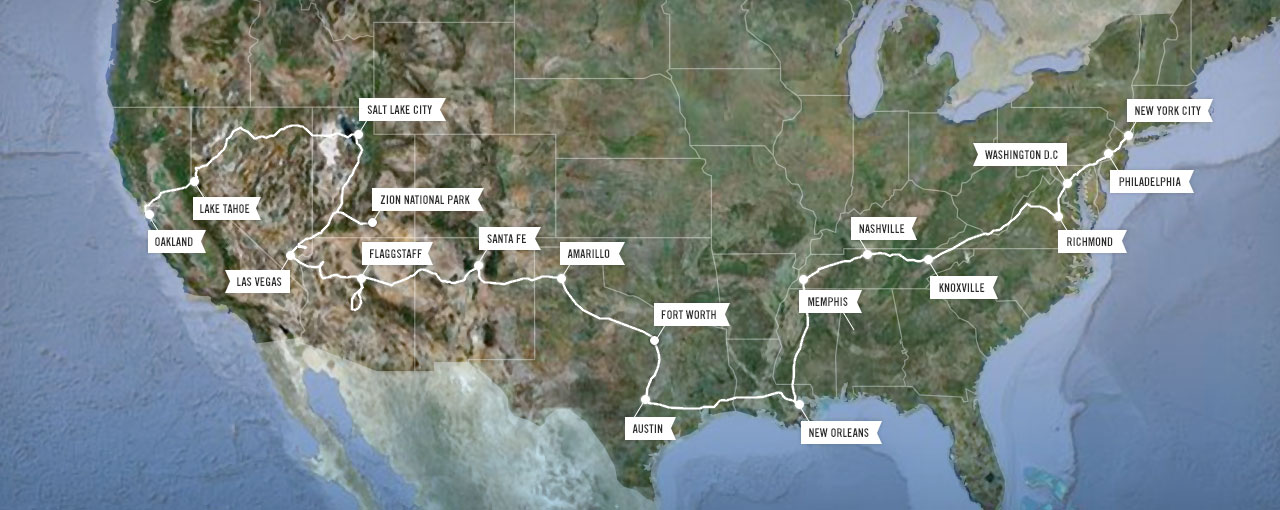 SALT LAKE CITY
NEW YORK CITY
WASHINGTON D.C
PHILADELPHIA
ZION NATIONAL PARK
LAKE TAHOE
NASHVILLE
OAKLAND
SANTA FE
RICHMOND
FLAGGSTAFF
AMARILLO
LAS VEGAS
KNOXVILLE
MEMPHIS
FORT WORTH
AUSTIN
NEW ORLEANS